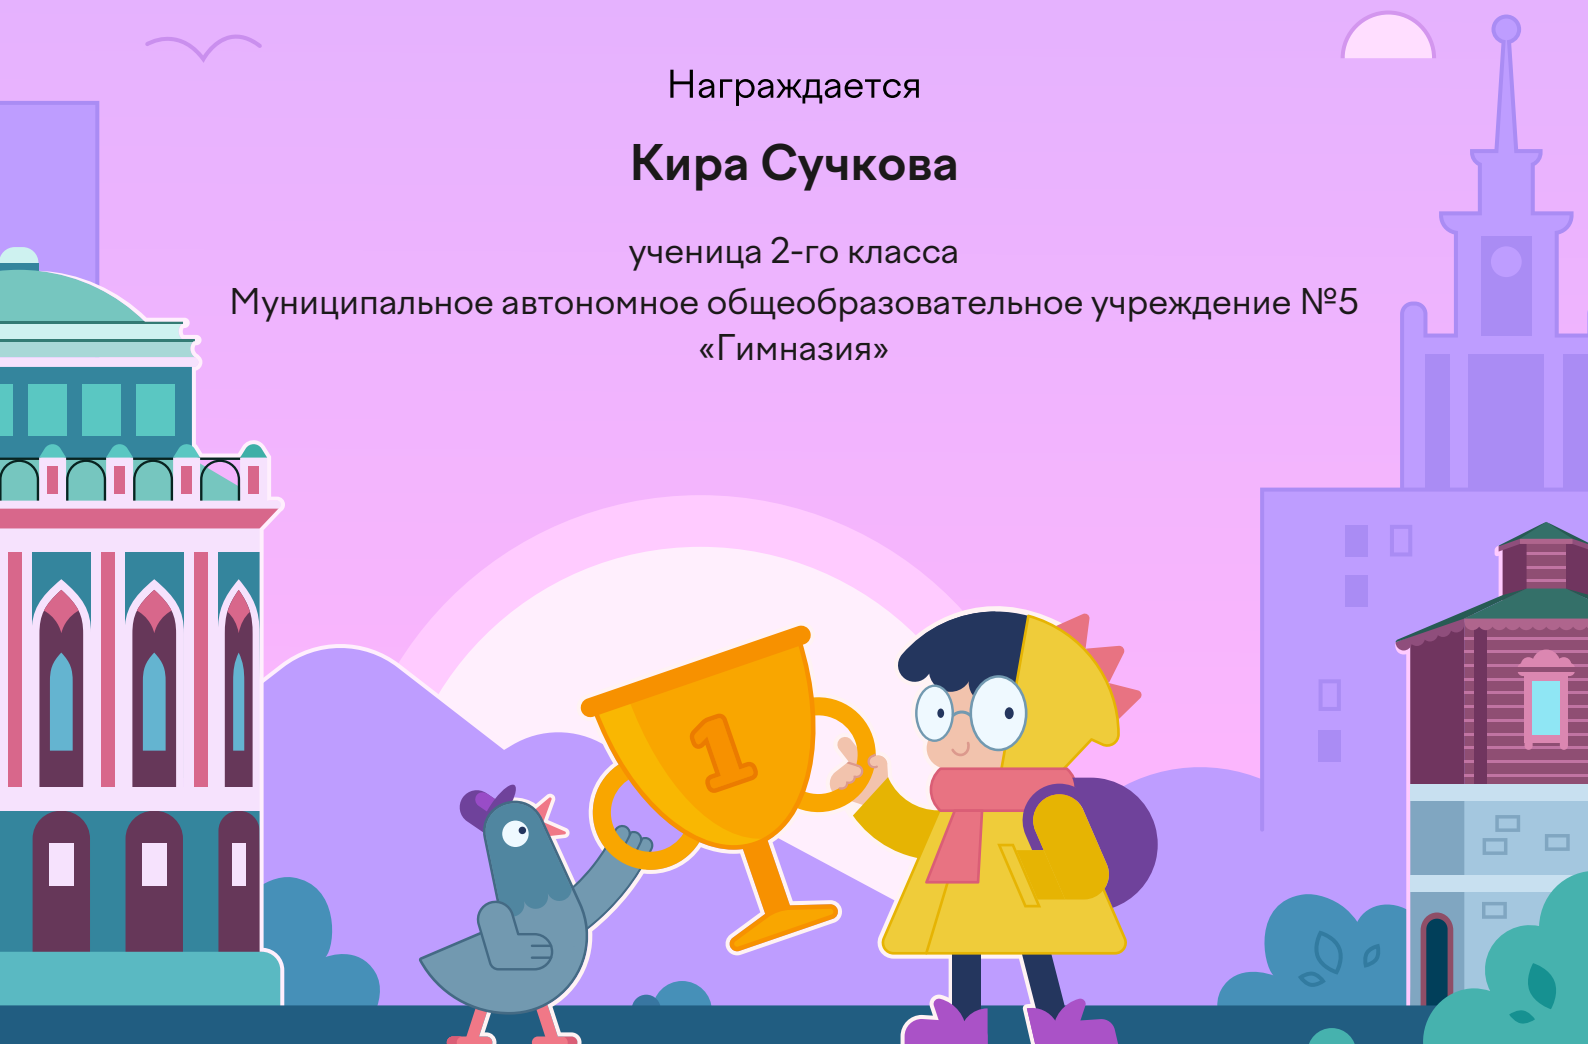 Награждается
Кира Сучкова
ученица 2-го класса
Муниципальное автономное общеобразовательное учреждение №5
«Гимназия»
1